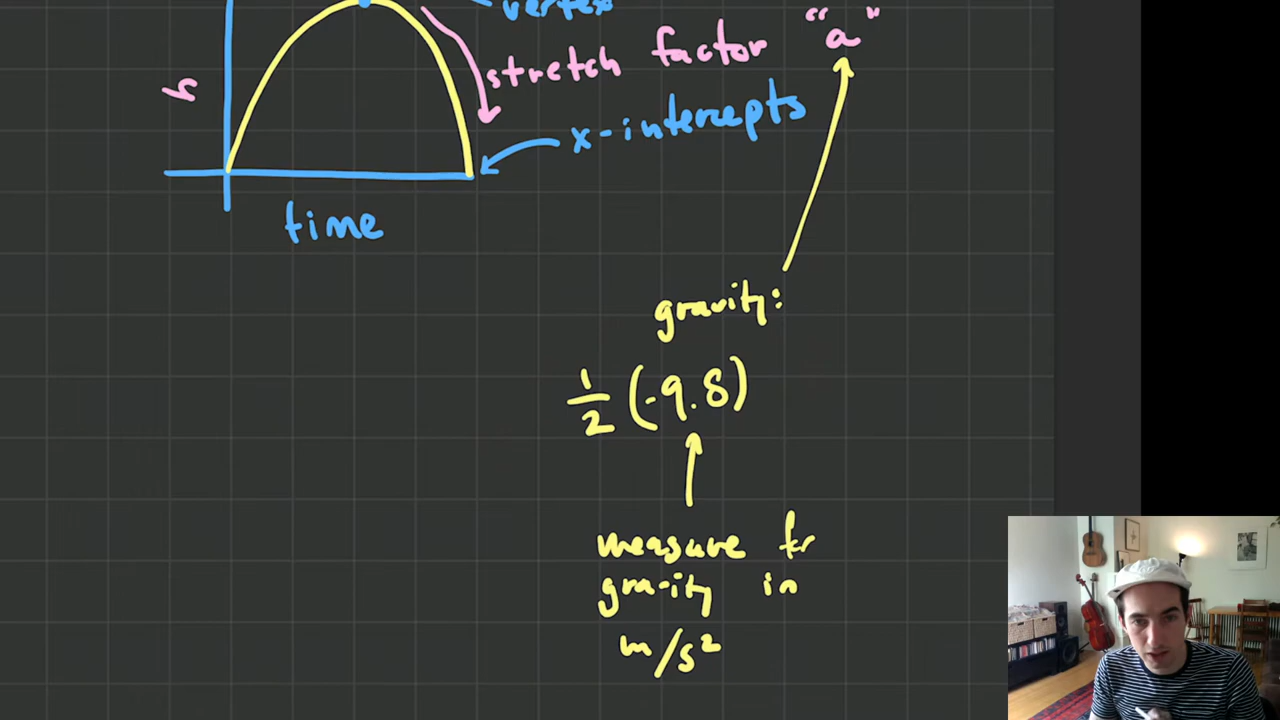 vertex
stretch factor "a"
h
x-intercepts
time
gravity:
1/2 (-9.8)
measure for
gravity in
m/s²